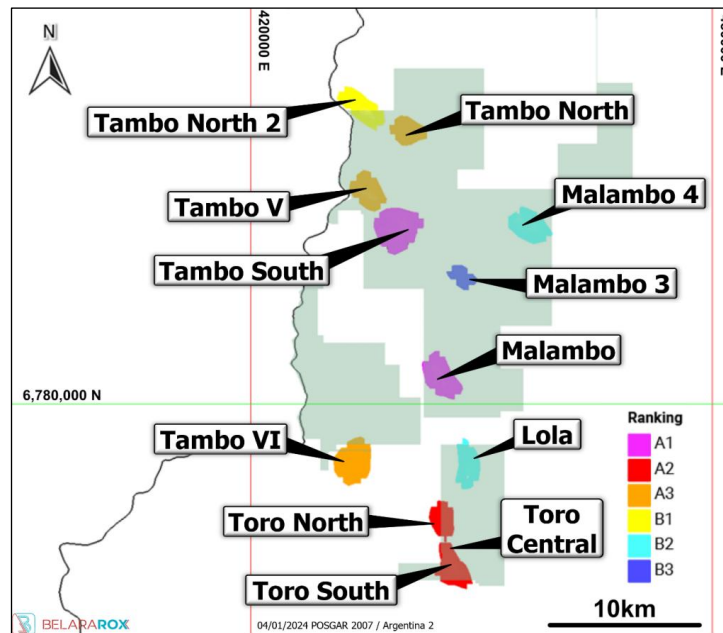 N
420000 E
Tambo North 2
Tambo North
Tambo V
Malambo 4
Tambo South
Malambo 3
Malambo
6,780,000 N
Tambo VI
Lola
Toro North
Toro
Central
Toro South
Ranking
A1
A2
A3
B1
B2
B3
BELARAROX
04/01/2024 POSGAR 2007 / Argentina 2
10km